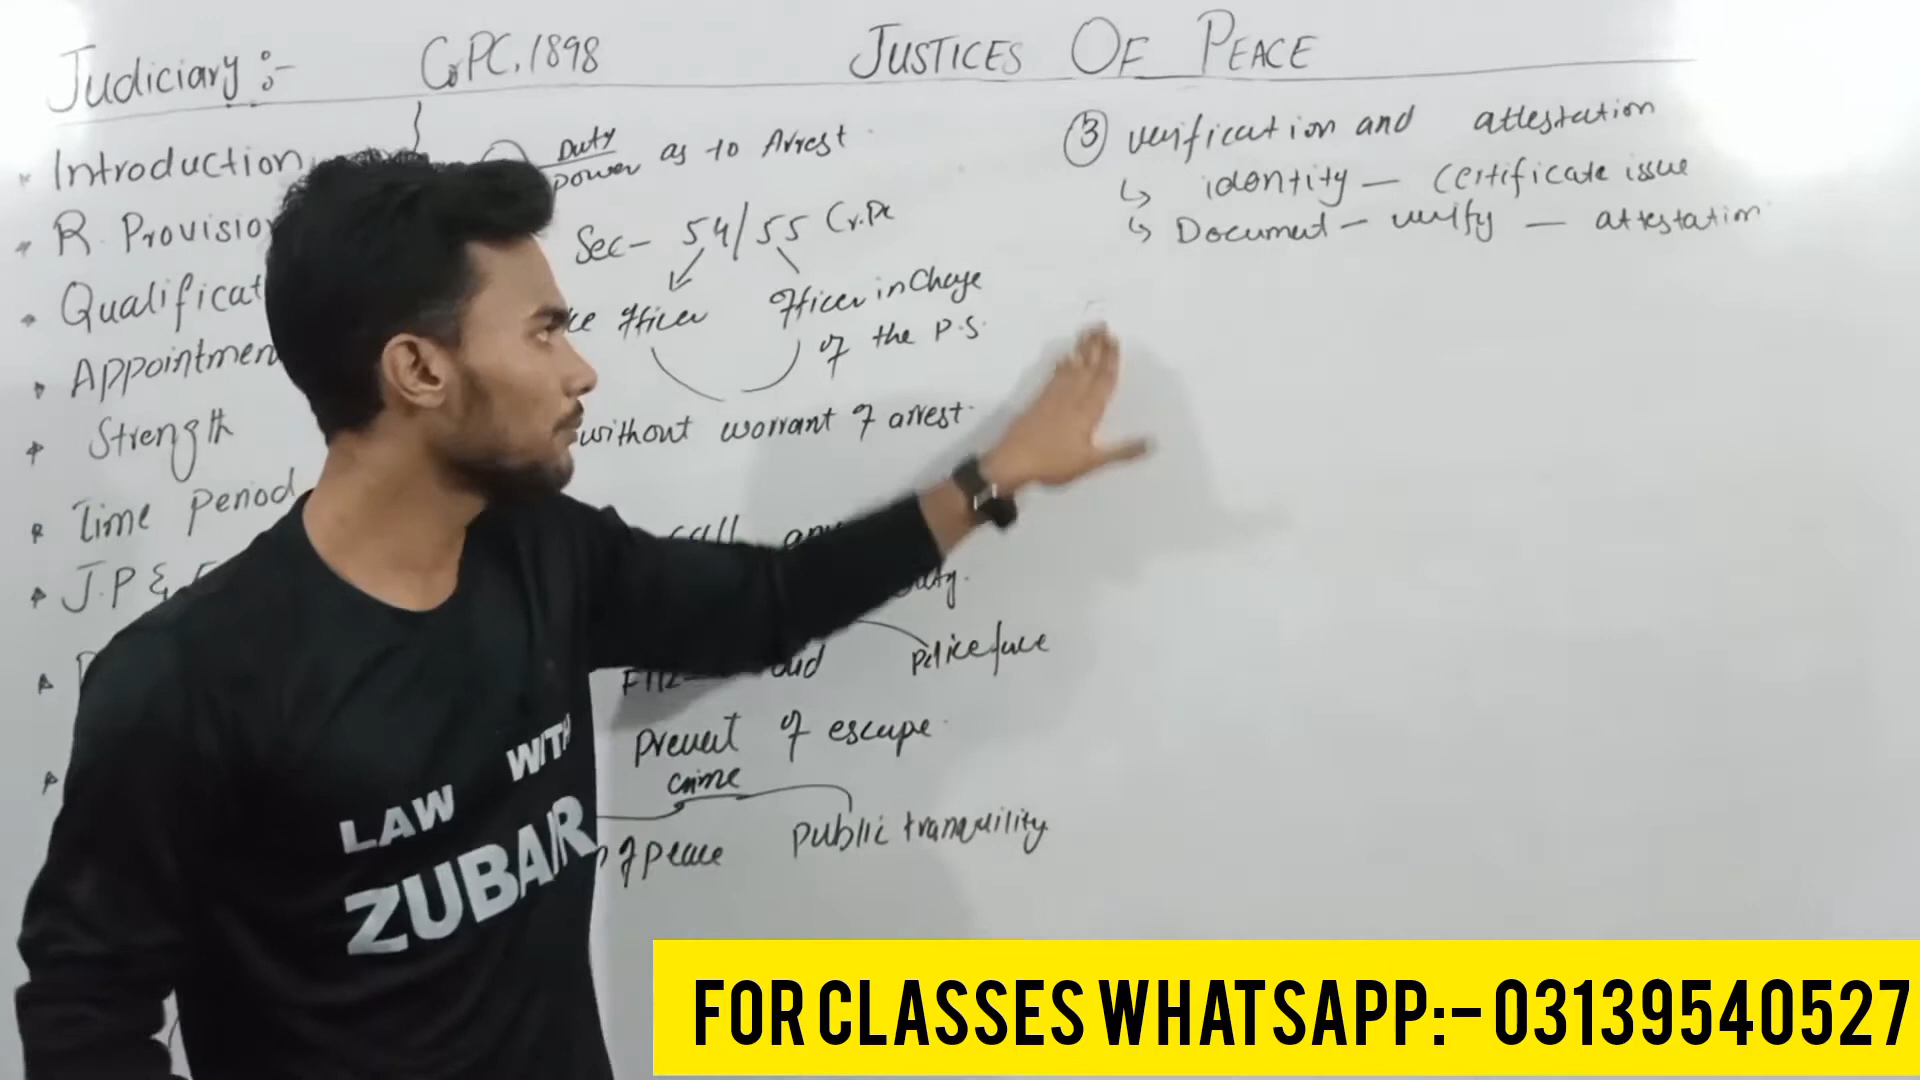 Judiciary :-
CrPC, 1898
JUSTICES OF PEACE
Introduction
R. Provisio
Qualificat
Appointmen
Strength
Time Period
J.P &
Duty
power as to Arrest
Sec- 54/55 Cr.Pc
ce officer
officer in Charge
of the P.S.
without warrant of arrest.
call
and
Police force
prevent of escape
crime
of peace
public tranquility
③ verification and attestation
↳ identity — certificate issue
↳ Document — verify — attestation
LAW WITH
ZUBAIR
FOR CLASSES WHATSAPP:- 03139540527